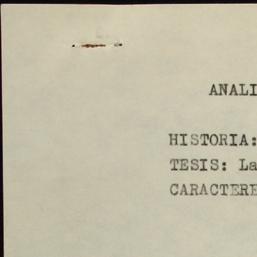 ANALI
HISTORIA:
TESIS: La
CARACTERE